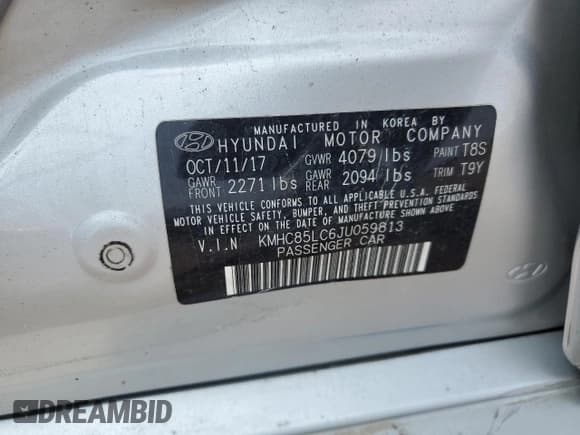 MANUFACTURED IN KOREA BY
HYUNDAI MOTOR COMPANY
OCT/11/17 GVWR 4079 lbs PAINT T8S
GAWR FRONT 2271 lbs GAWR REAR 2094 lbs TRIM T9Y
THIS VEHICLE CONFORMS TO ALL APPLICABLE U.S.A. FEDERAL
MOTOR VEHICLE SAFETY, BUMPER, AND THEFT PREVENTION STANDARDS
IN EFFECT ON THE DATE OF MANUFACTURE SHOWN ABOVE.
V.I.N KMHC85LC6JU059813
PASSENGER CAR
DREAMBID